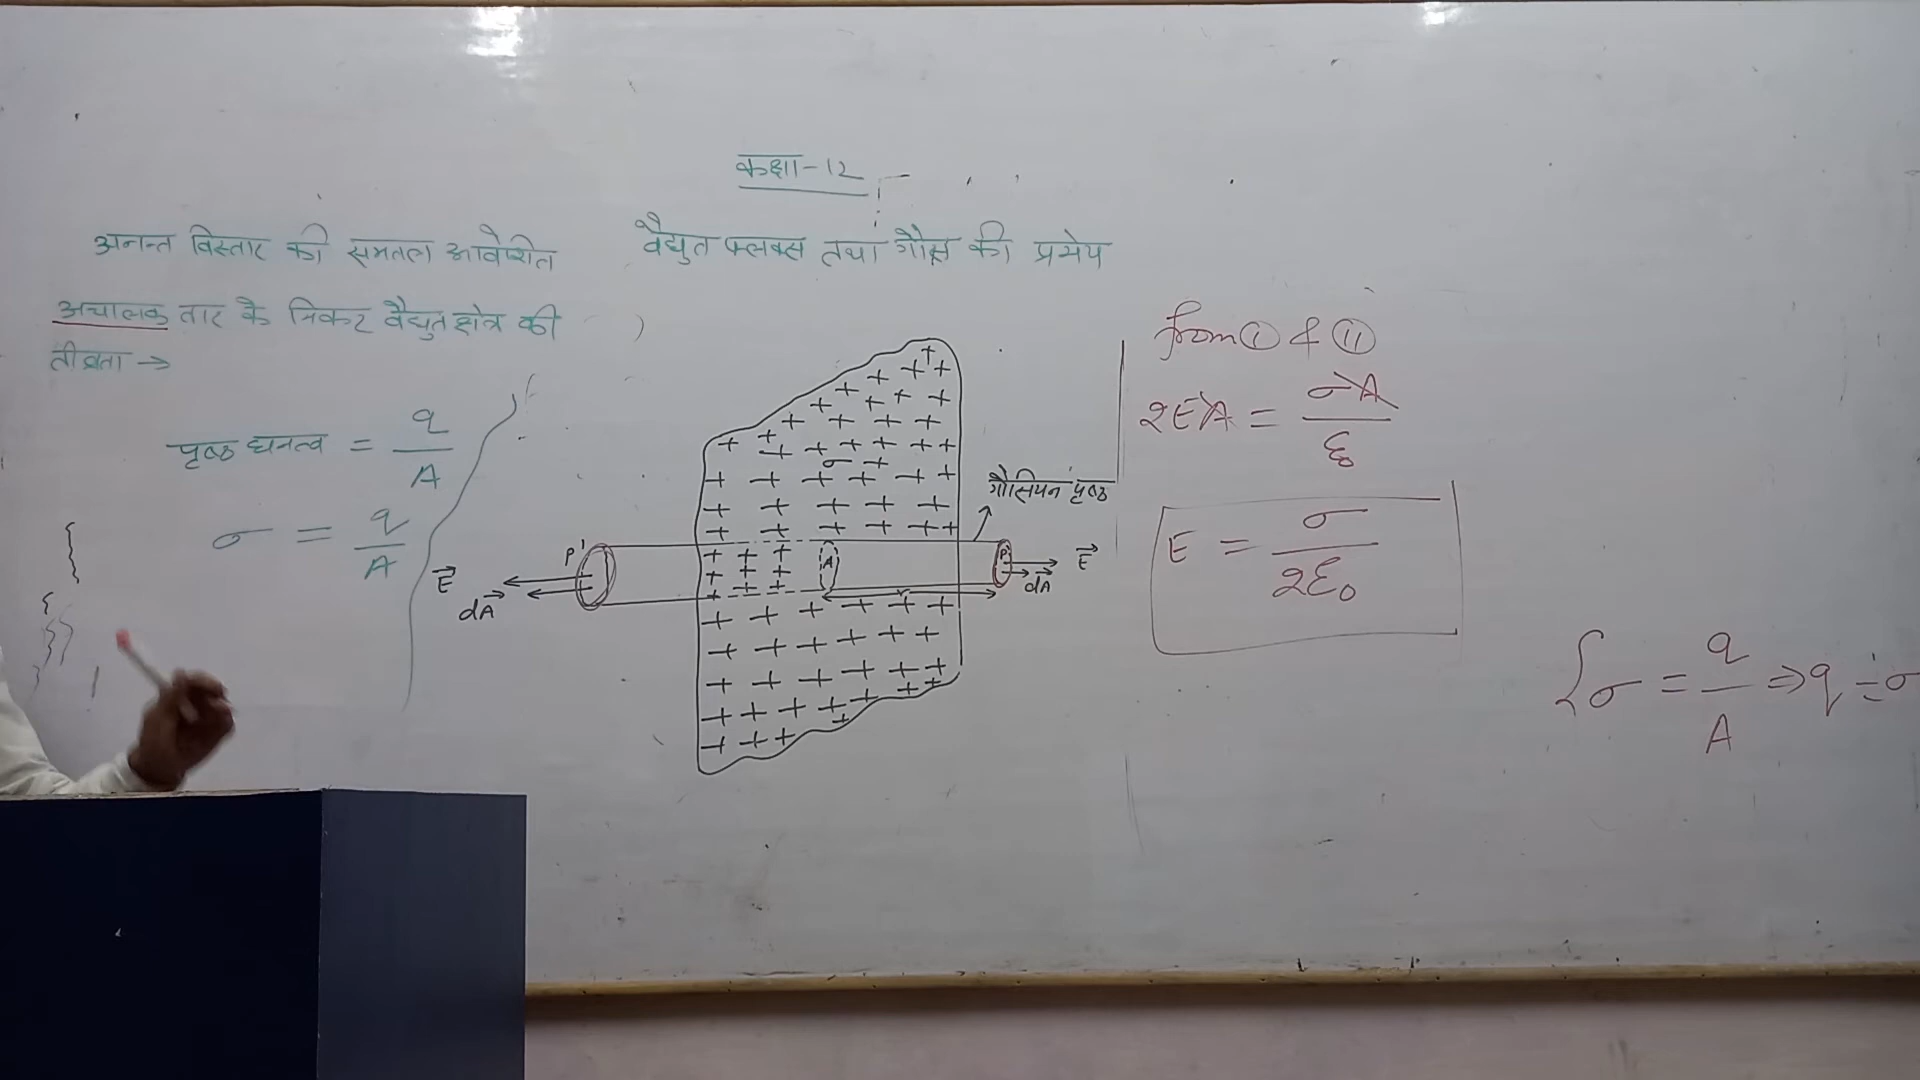 कक्षा-12
वैद्युत फ्लक्स तथा गौस की प्रमेय
अनन्त विस्तार की समतल आवेशित
अचालक तार के निकट वैद्युत क्षेत्र की
तीव्रता →
पृष्ठ घनत्व = q/A
σ = q/A
σ
गौसियन पृष्ठ
P'
A
P
r
E⃗
dA⃗
E⃗
dA⃗
from ① & ②
2EA = σA/ε₀
E = σ/2ε₀
{σ = q/A ⇒ q = σ